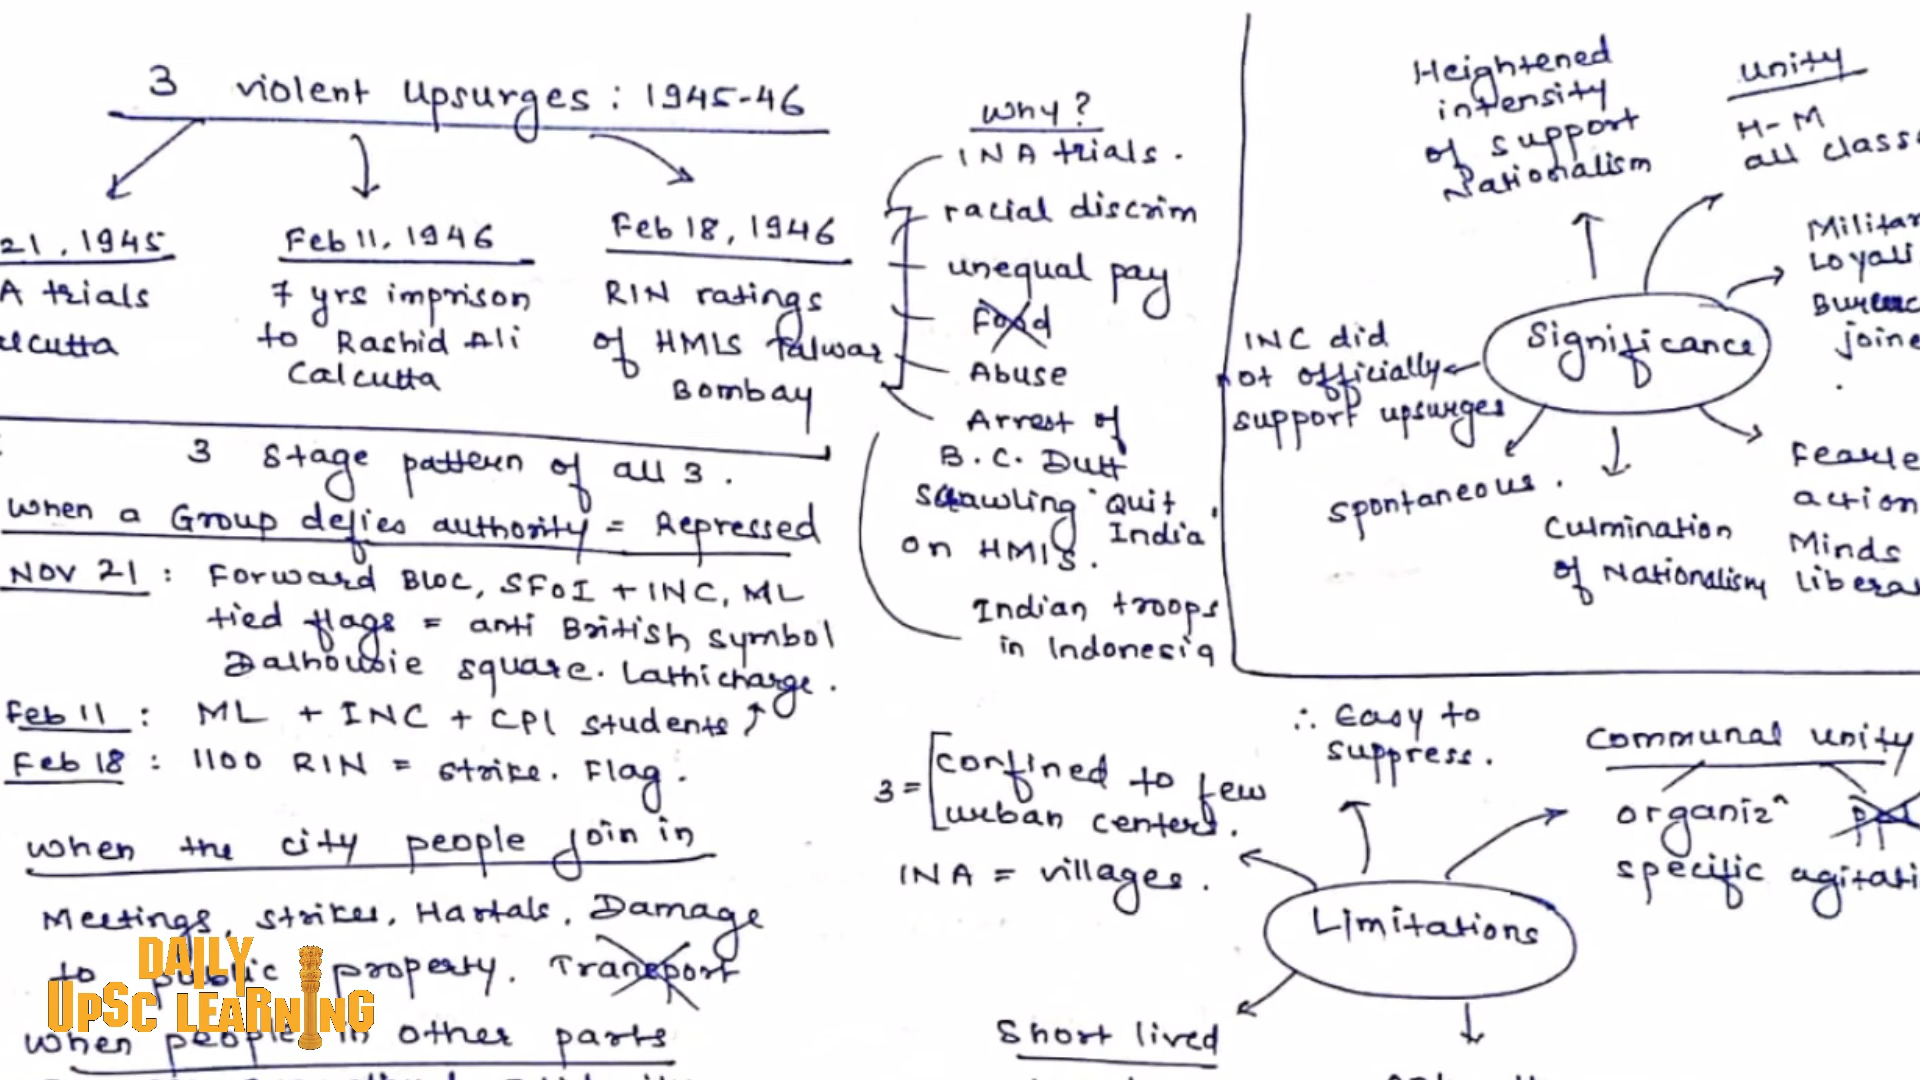 3 violent upsurges : 1945-46
21, 1945
A trials
lcutta
Feb 11, 1946
7 yrs imprison
to Rashid Ali
Calcutta
Feb 18, 1946
RIN ratings
of HMIS Talwar
Bombay
why?
INA trials.
racial discrim
unequal pay
Food
Abuse
Arrest of
B.C. Dutt
scrawling 'Quit
India'
on HMIS.
Indian troops
in Indonesia
3 stage pattern of all 3.
when a Group defies authority = Repressed
NOV 21 : Forward Bloc, SFOI + INC, ML
tied flags = anti British symbol
Dalhousie square. Lathicharge.
Feb 11 : ML + INC + CPI students
Feb 18 : 1100 RIN = strike. Flag.
when the city people join in
Meetings, strikes, Hartals, Damage
to public property. Transport
when people in other parts
Heightened
intensity
of support
Nationalism
unity
H-M
all class
Militar
Loyali
Bureauc
joine
Significance
INC did
not officially
support upsurges
spontaneous.
Culmination
of Nationalism
Fearle
action
Minds
libera
∴ Easy to
suppress.
communal unity
organizn
ppl
specific agitati
3 = confined to few
urban centers.
INA = villages.
Limitations
Short lived
DAILY
UPSC LEARNING